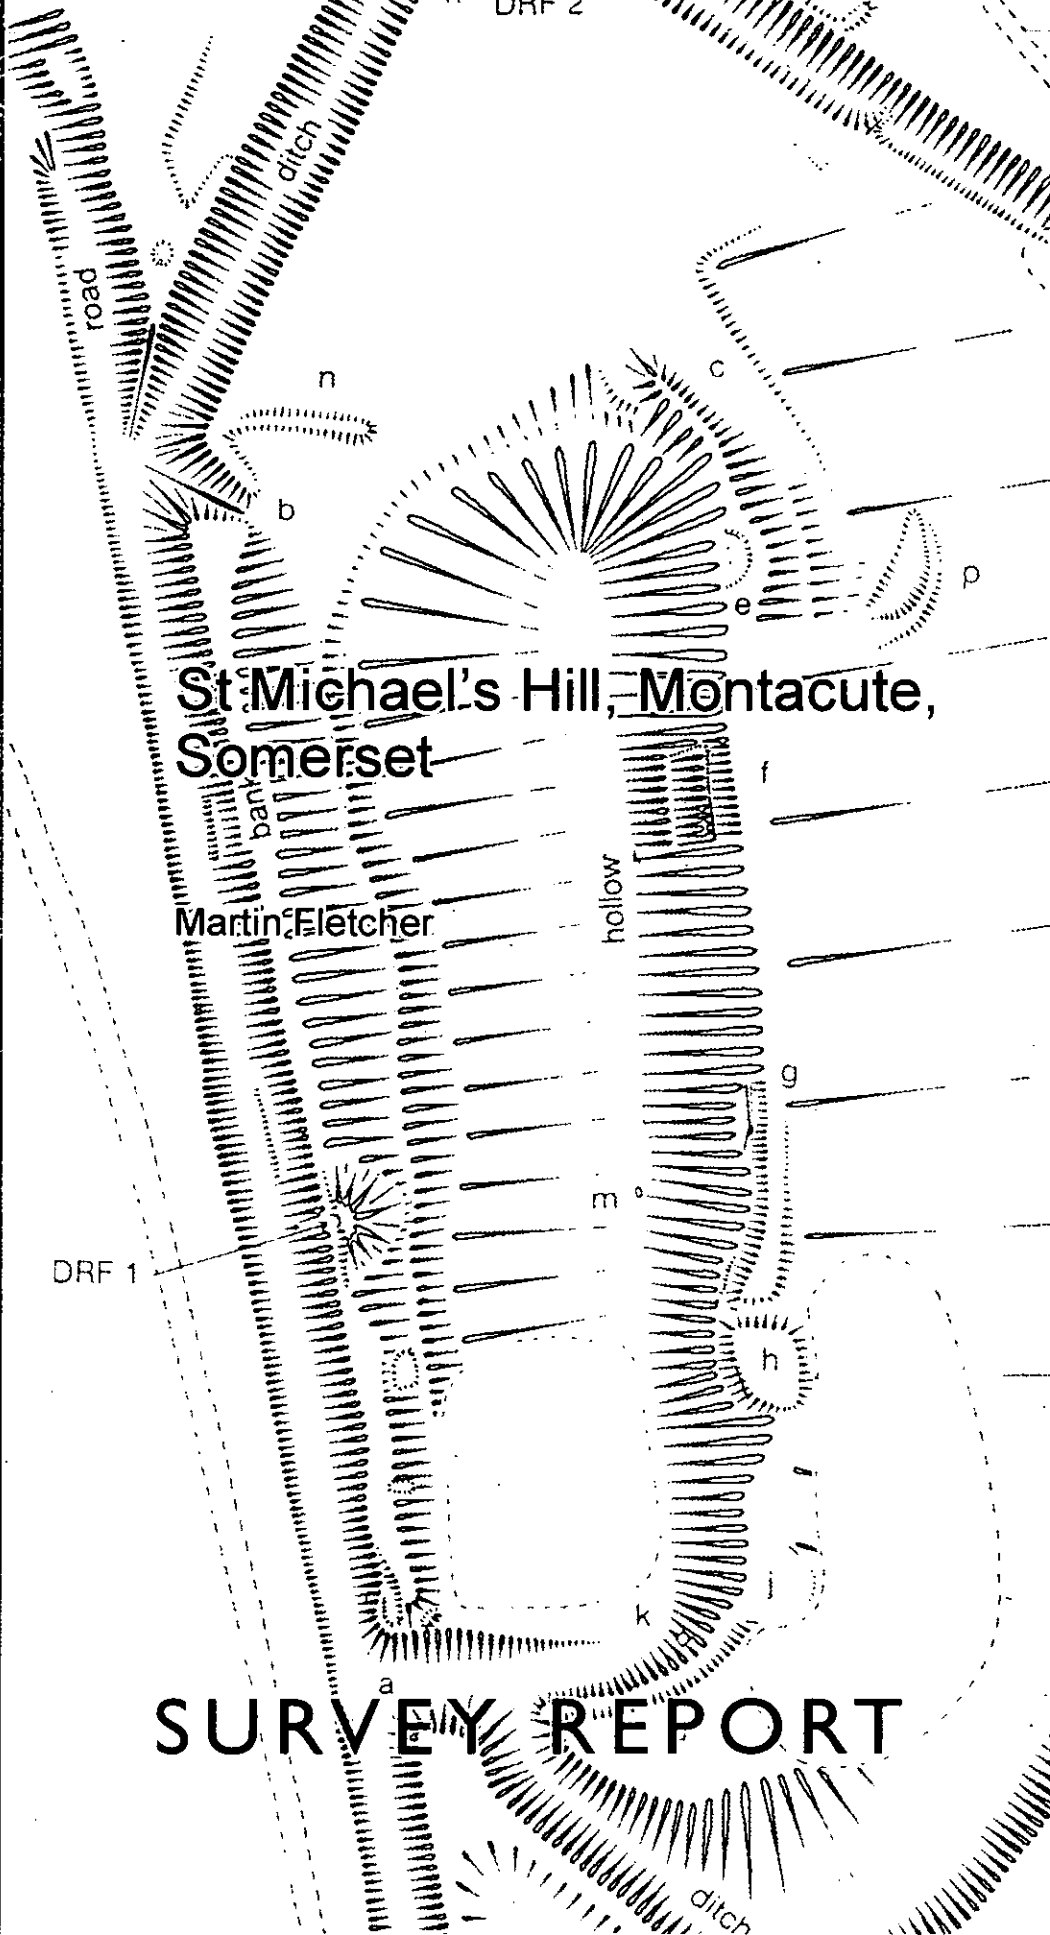 DRF 2
ditch
road
n
c
b
p
e
St Michael's Hill, Montacute,
Somerset
f
bank
hollow
Martin Fletcher
g
m
DRF 1
h
j
k
a
SURVEY REPORT
ditch